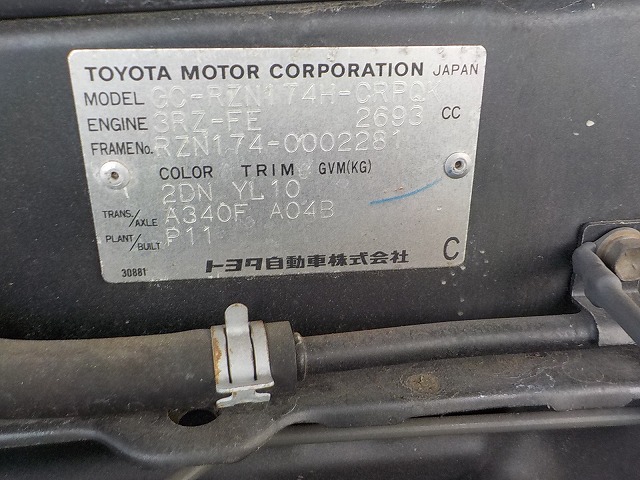 TOYOTA MOTOR CORPORATION JAPAN
MODEL GC-RZN174H-CRPQK
ENGINE 3RZ-FE 2693 CC
FRAME No. RZN174-0002281
COLOR TRIM GVM(KG)
2DN YL10
TRANS./AXLE A340F A04B
PLANT/BUILT P11
30881 トヨタ自動車株式会社 C